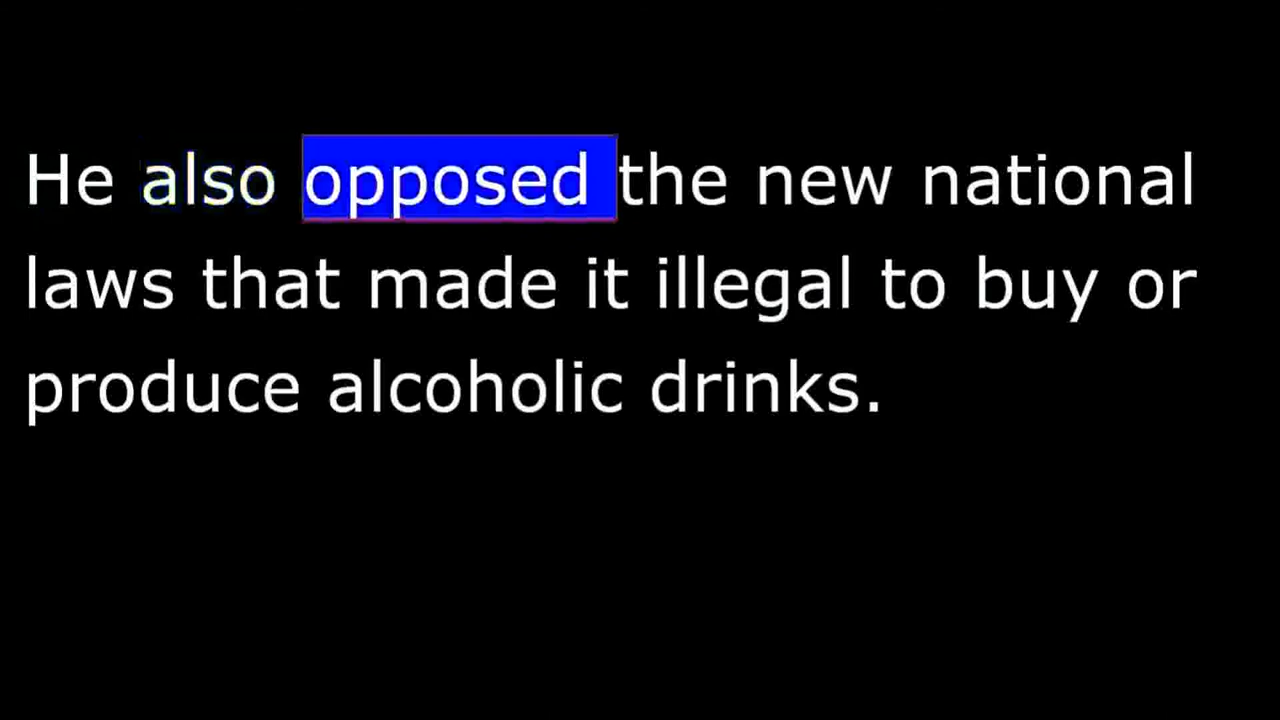 He also opposed the new national
laws that made it illegal to buy or
produce alcoholic drinks.